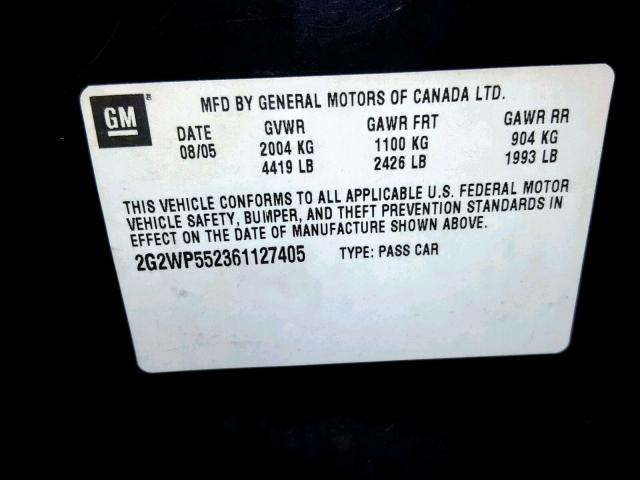 GM®
MFD BY GENERAL MOTORS OF CANADA LTD.
DATE GVWR GAWR FRT GAWR RR
08/05 2004 KG 1100 KG 904 KG
4419 LB 2426 LB 1993 LB
THIS VEHICLE CONFORMS TO ALL APPLICABLE U.S. FEDERAL MOTOR
VEHICLE SAFETY, BUMPER, AND THEFT PREVENTION STANDARDS IN
EFFECT ON THE DATE OF MANUFACTURE SHOWN ABOVE.
2G2WP552361127405 TYPE: PASS CAR